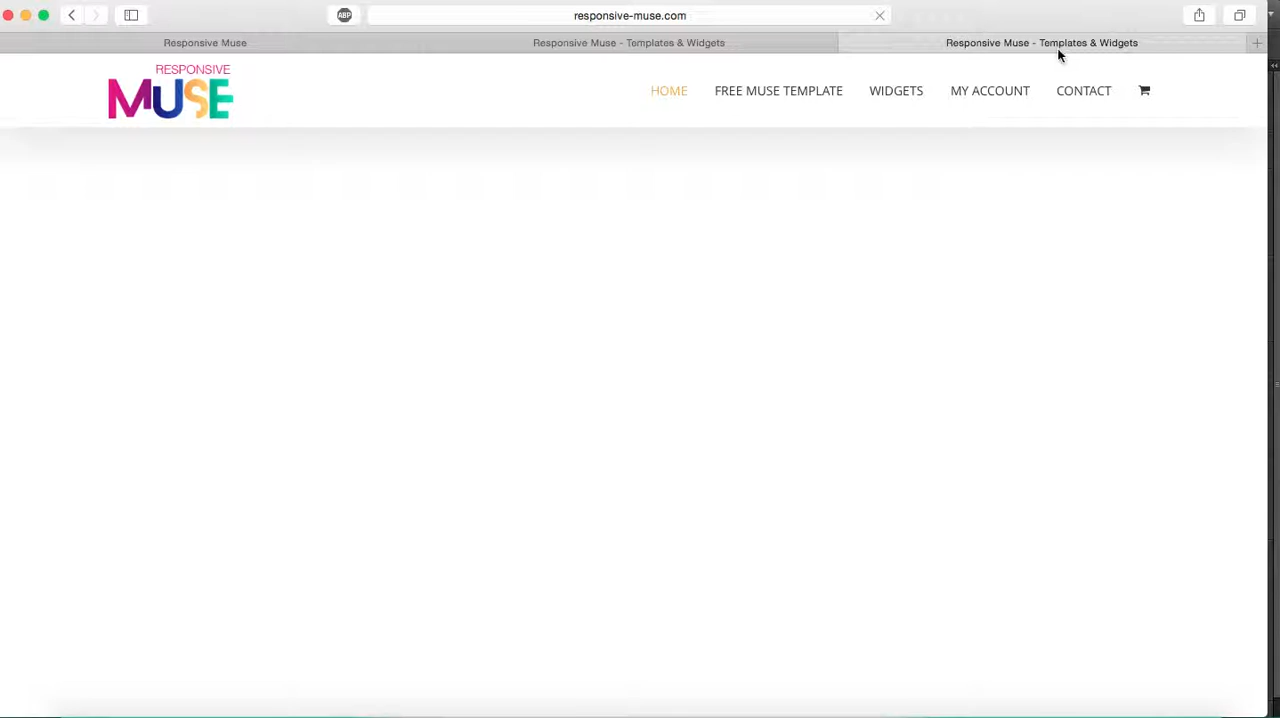 responsive-muse.com
ABP
Responsive Muse
Responsive Muse - Templates & Widgets
Responsive Muse - Templates & Widgets
RESPONSIVE
MUSE
HOME
FREE MUSE TEMPLATE
WIDGETS
MY ACCOUNT
CONTACT